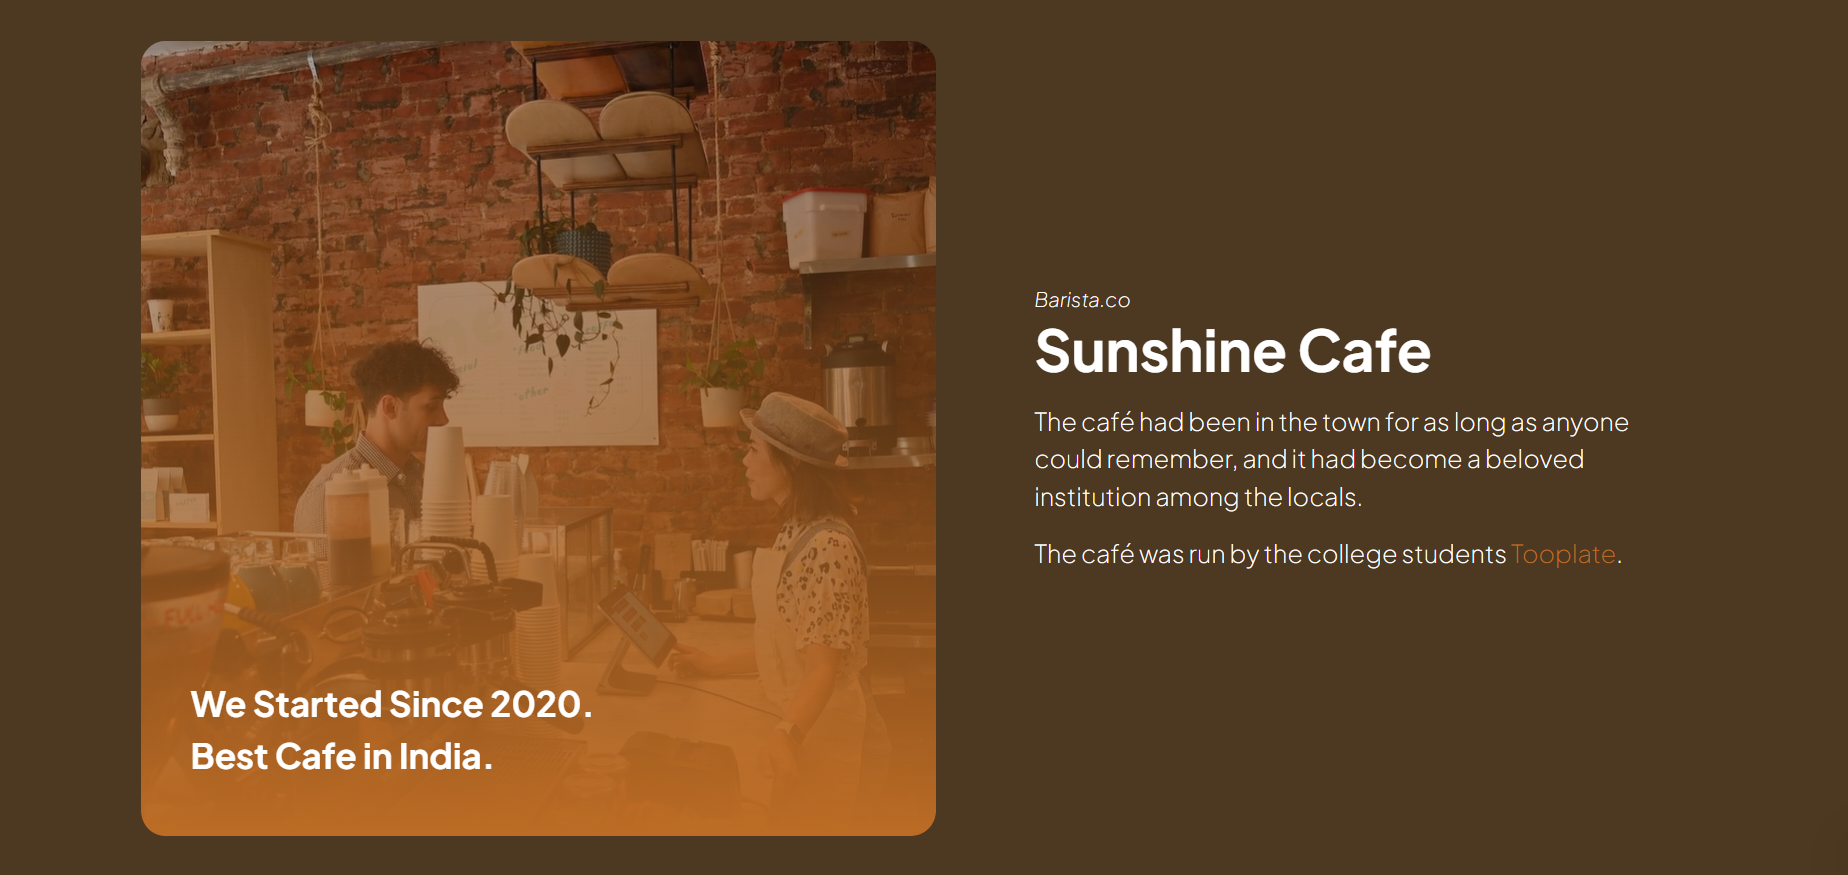 We Started Since 2020.
Best Cafe in India.
Barista.co
Sunshine Cafe
The café had been in the town for as long as anyone
could remember, and it had become a beloved
institution among the locals.
The café was run by the college students Tooplate.
other
FULL